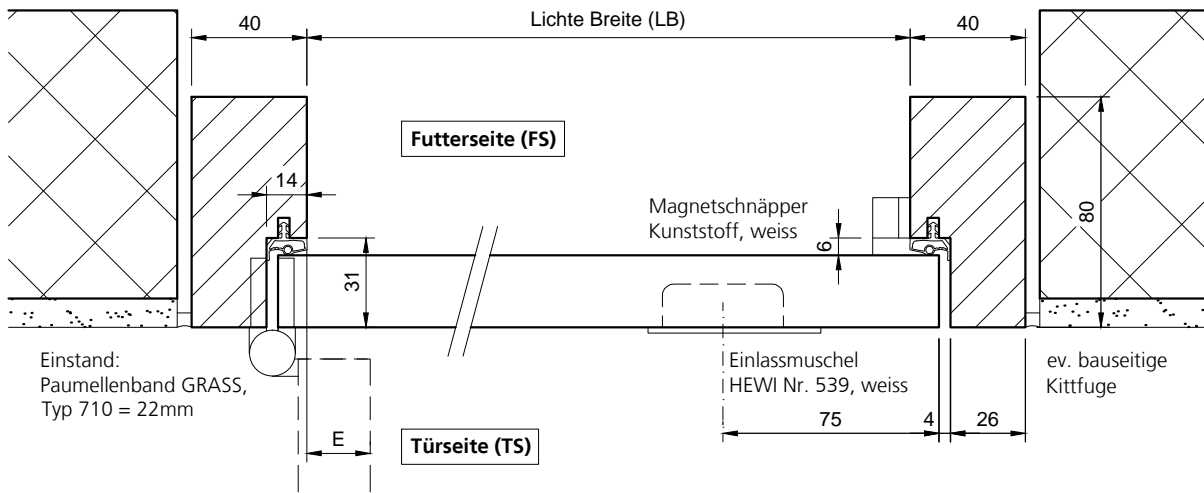 40
Lichte Breite (LB)
40
Futterseite (FS)
14
Magnetschnäpper
Kunststoff, weiss
6
80
31
Einstand:
Paumellenband GRASS,
Typ 710 = 22mm
Einlassmuschel
HEWI Nr. 539, weiss
ev. bauseitige
Kittfuge
75
4
26
E
Türseite (TS)